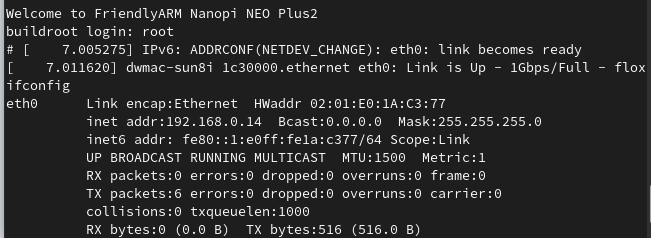 Welcome to FriendlyARM Nanopi NEO Plus2
buildroot login: root
# [    7.005275] IPv6: ADDRCONF(NETDEV_CHANGE): eth0: link becomes ready
[    7.011620] dwmac-sun8i 1c30000.ethernet eth0: Link is Up - 1Gbps/Full - flox
ifconfig
eth0      Link encap:Ethernet  HWaddr 02:01:E0:1A:C3:77
          inet addr:192.168.0.14  Bcast:0.0.0.0  Mask:255.255.255.0
          inet6 addr: fe80::1:e0ff:fe1a:c377/64 Scope:Link
          UP BROADCAST RUNNING MULTICAST  MTU:1500  Metric:1
          RX packets:0 errors:0 dropped:0 overruns:0 frame:0
          TX packets:6 errors:0 dropped:0 overruns:0 carrier:0
          collisions:0 txqueuelen:1000
          RX bytes:0 (0.0 B)  TX bytes:516 (516.0 B)